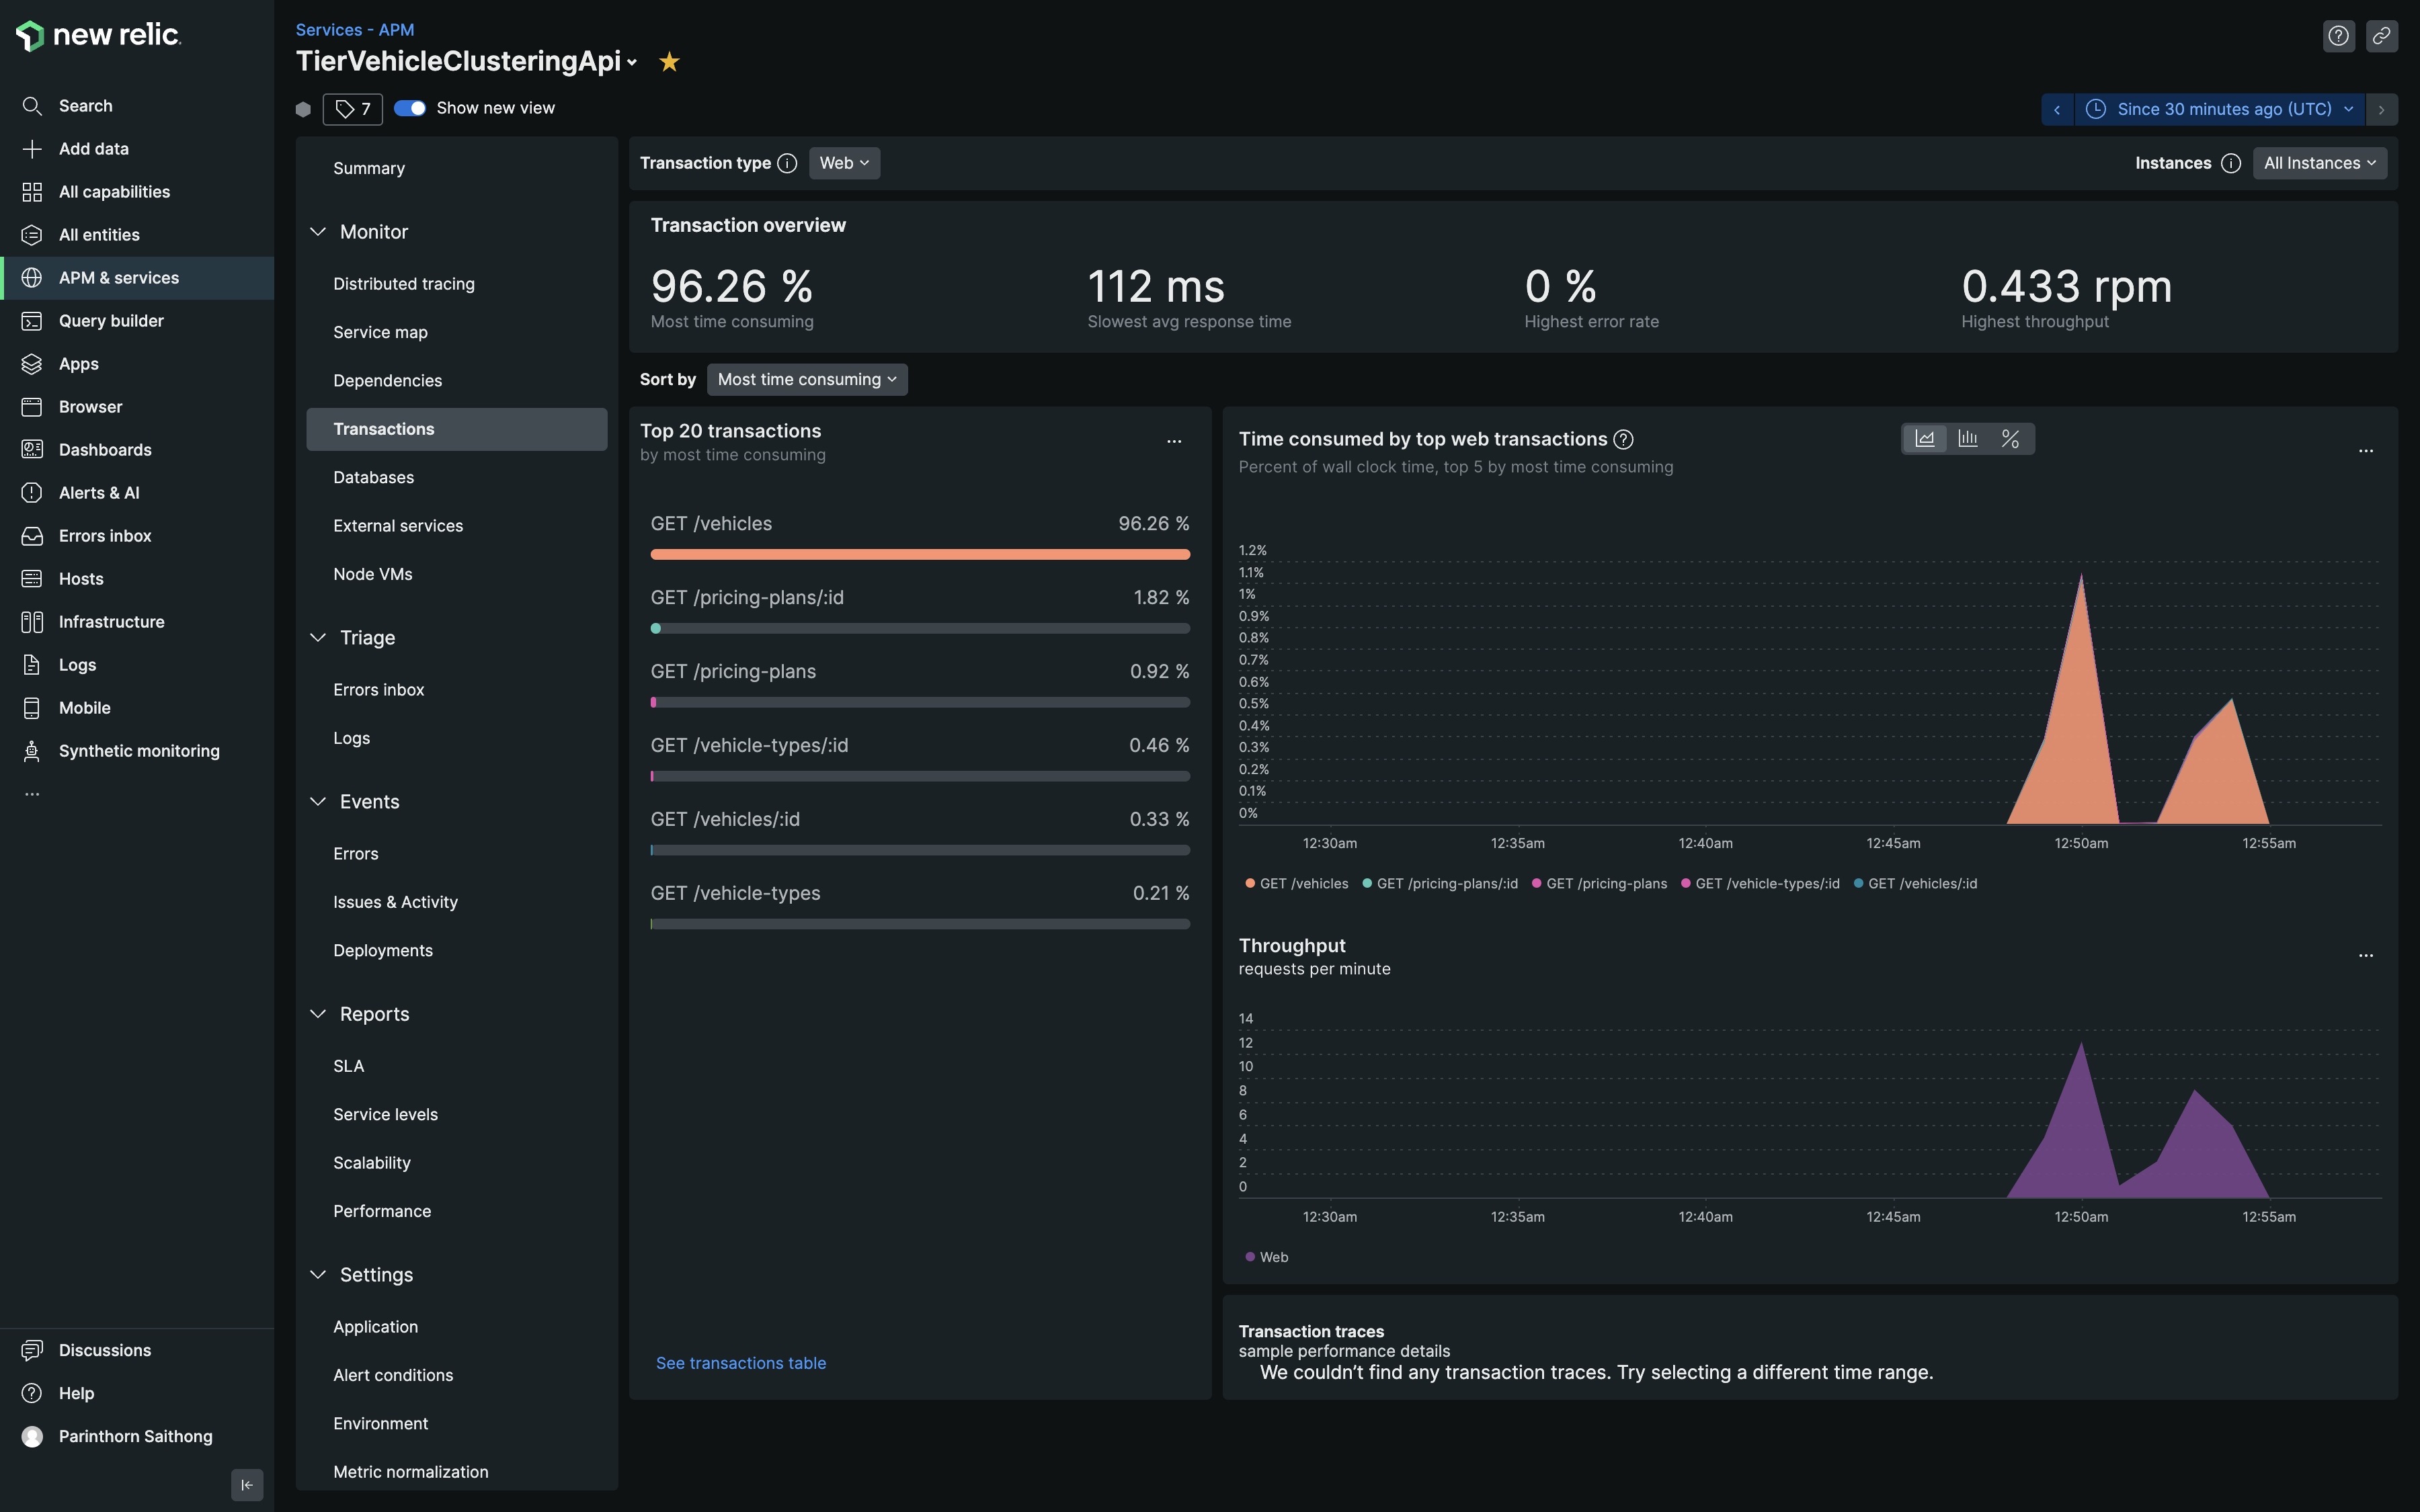 new relic.
Search
Add data
All capabilities
All entities
APM & services
Query builder
Apps
Browser
Dashboards
Alerts & AI
Errors inbox
Hosts
Infrastructure
Logs
Mobile
Synthetic monitoring
...
Discussions
Help
Parinthorn Saithong
Services - APM
TierVehicleClusteringApi
7
Show new view
Since 30 minutes ago (UTC)
Summary
Monitor
Distributed tracing
Service map
Dependencies
Transactions
Databases
External services
Node VMs
Triage
Errors inbox
Logs
Events
Errors
Issues & Activity
Deployments
Reports
SLA
Service levels
Scalability
Performance
Settings
Application
Alert conditions
Environment
Metric normalization
Transaction type
Web
Instances
All Instances
Transaction overview
96.26 %
Most time consuming
112 ms
Slowest avg response time
0 %
Highest error rate
0.433 rpm
Highest throughput
Sort by
Most time consuming
Top 20 transactions
...
by most time consuming
GET /vehicles 96.26 %
GET /pricing-plans/:id 1.82 %
GET /pricing-plans 0.92 %
GET /vehicle-types/:id 0.46 %
GET /vehicles/:id 0.33 %
GET /vehicle-types 0.21 %
See transactions table
Time consumed by top web transactions
%
...
Percent of wall clock time, top 5 by most time consuming
1.2%
1.1%
1%
0.9%
0.8%
0.7%
0.6%
0.5%
0.4%
0.3%
0.2%
0.1%
0%
12:30am 12:35am 12:40am 12:45am 12:50am 12:55am
GET /vehicles GET /pricing-plans/:id GET /pricing-plans GET /vehicle-types/:id GET /vehicles/:id
Throughput
...
requests per minute
14
12
10
8
6
4
2
0
12:30am 12:35am 12:40am 12:45am 12:50am 12:55am
Web
Transaction traces
sample performance details
We couldn’t find any transaction traces. Try selecting a different time range.